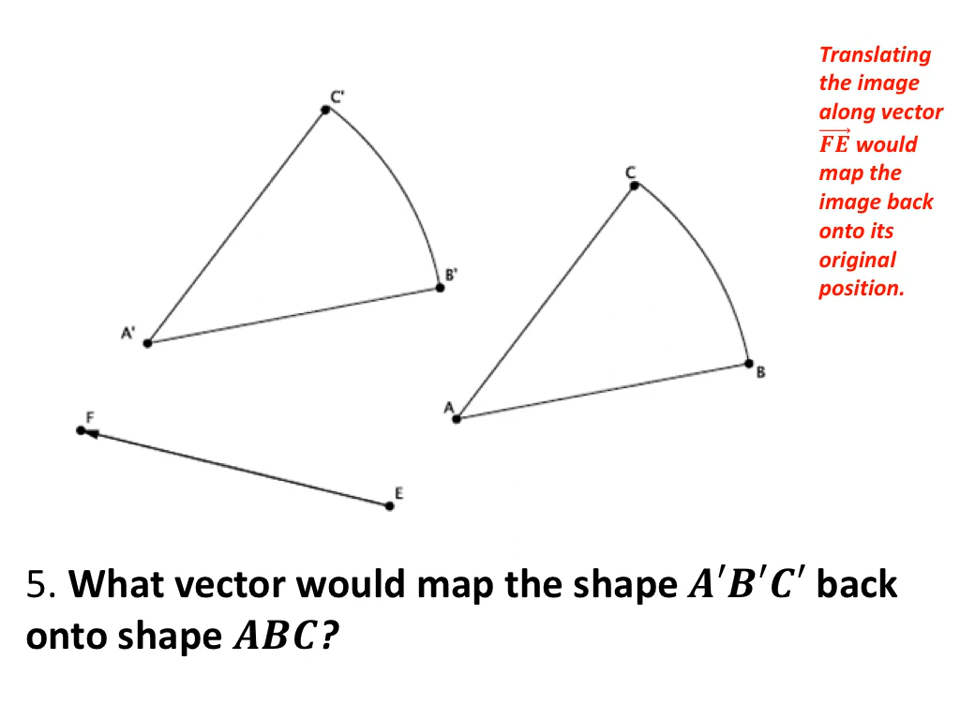 Translating
the image
along vector
$\overrightarrow{FE}$ would
map the
image back
onto its
original
position.
C'
C
B'
A'
B
A
F
E
5. What vector would map the shape A′B′C′ back
onto shape ABC?